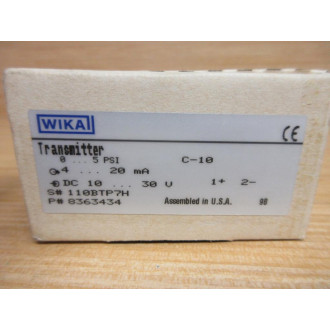 WIKA
CE
Transmitter
0 ... 5 PSI C-10
4 ... 20 mA
DC 10 ... 30 V 1+ 2-
S# 110BTP7H
P# 8363434 Assembled in U.S.A. 08